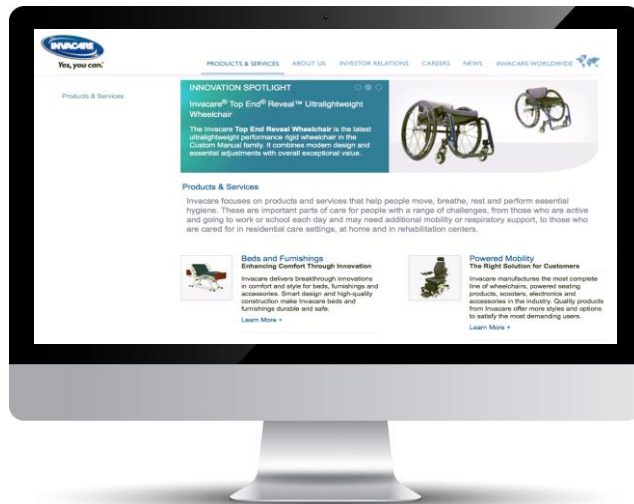 INVACARE
Yes, you can.®
PRODUCTS & SERVICES ABOUT US INVESTOR RELATIONS CAREERS NEWS INVACARE WORLDWIDE
Products & Services
INNOVATION SPOTLIGHT
Invacare® Top End® Reveal™ Ultralightweight
Wheelchair
The Invacare Top End Reveal Wheelchair is the latest
ultralightweight performance rigid wheelchair in the
Custom Manual family. It combines modern design and
essential adjustments with overall exceptional value.
Products & Services
Invacare focuses on products and services that help people move, breathe, rest and perform essential
hygiene. These are important parts of care for people with a range of challenges, from those who are active
and going to work or school each day and may need additional mobility or respiratory support, to those who
are cared for in residential care settings, at home and in rehabilitation centers.
Beds and Furnishings
Enhancing Comfort Through Innovation
Invacare delivers breakthrough innovations
in comfort and style for beds, furnishings and
accessories. Smart design and high-quality
construction make Invacare beds and
furnishings durable and safe.
Learn More +
Powered Mobility
The Right Solution for Customers
Invacare manufactures the most complete
line of wheelchairs, powered seating
products, scooters, electronics and
accessories in the industry. Quality products
from Invacare offer more styles and options
to satisfy the most demanding users.
Learn More +